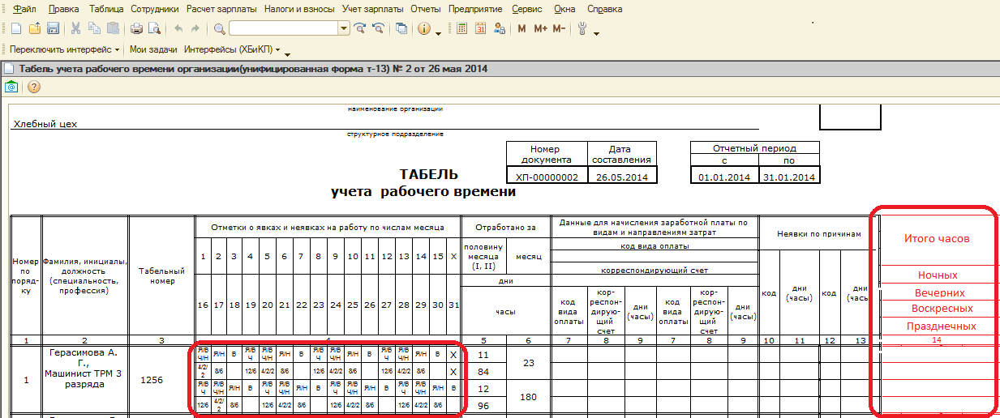 Файл Правка Таблица Сотрудники Расчет зарплаты Налоги и взносы Учет зарплаты Отчеты Предприятие Сервис Окна Справка
M M+ M-
Переключить интерфейс Мои задачи Интерфейсы (ХБиКП)
Табель учета рабочего времени организации(унифицированная форма т-13) № 2 от 26 мая 2014
наименование организации
Хлебный цех
структурное подразделение
Номер документа Дата составления Отчетный период
с по
ТАБЕЛЬ ХП-00000002 26.05.2014 01.01.2014 31.01.2014
учета рабочего времени
Номер по поряд-ку
Фамилия, инициалы, должность (специальность, профессия)
Табельный номер
Отметки о явках и неявках на работу по числам месяца
1 2 3 4 5 6 7 8 9 10 11 12 13 14 15 X
16 17 18 19 20 21 22 23 24 25 26 27 28 29 30 31
Отработано за
половину месяца (I, II) месяц
дни
часы
Данные для начисления заработной платы по видам и направлениям затрат
код вида оплаты
корреспондирующий счет
код вида оплаты кор-респон-дирую-щий счет дни (часы) код вида оплаты кор-респон-дирую-щий счет дни (часы)
Неявки по причинам
код дни (часы) код дни (часы)
Итого часов
Ночных
Вечерних
Воскресных
Празднечных
1 2 3 4 5 6 7 8 9 7 8 9 10 11 12 13 14
1
Герасимова А. Г.,
Машинист ТРМ 3 разряда
1256
Я/В Ч/Н Я/Н В Я/В Ч Я/В Ч/Н Я/Н В Я/В Ч Я/В Ч/Н Я/Н В Я/В Ч Я/В Ч/Н Я/Н В X 11
4/2/2 8/6 12/6 4/2/2 8/6 12/6 4/2/2 8/6 12/6 4/2/2 8/6 X 84
23
Я/В Ч Я/В Ч/Н Я/Н В Я/В Ч Я/В Ч/Н Я/Н В Я/В Ч Я/В Ч/Н Я/Н В Я/В Ч Я/В Ч/Н Я/Н В 12
12/6 4/2/2 8/6 12/6 4/2/2 8/6 12/6 4/2/2 8/6 12/6 4/2/2 8/6 96
180